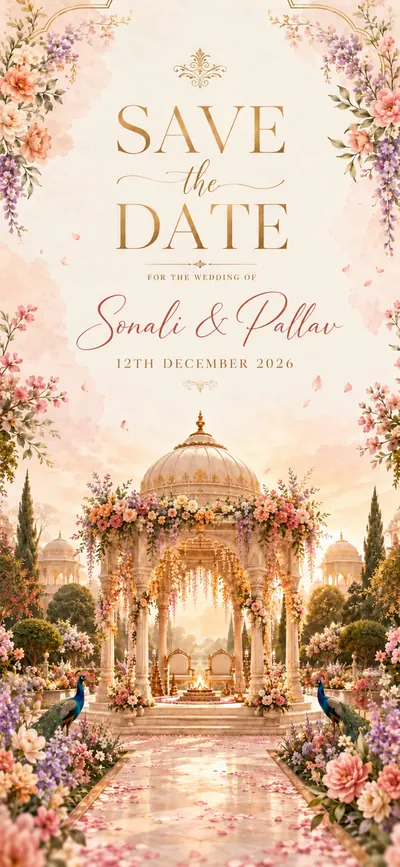 SAVE
the
DATE
FOR THE WEDDING OF
Sonali & Pallav
12TH DECEMBER 2026